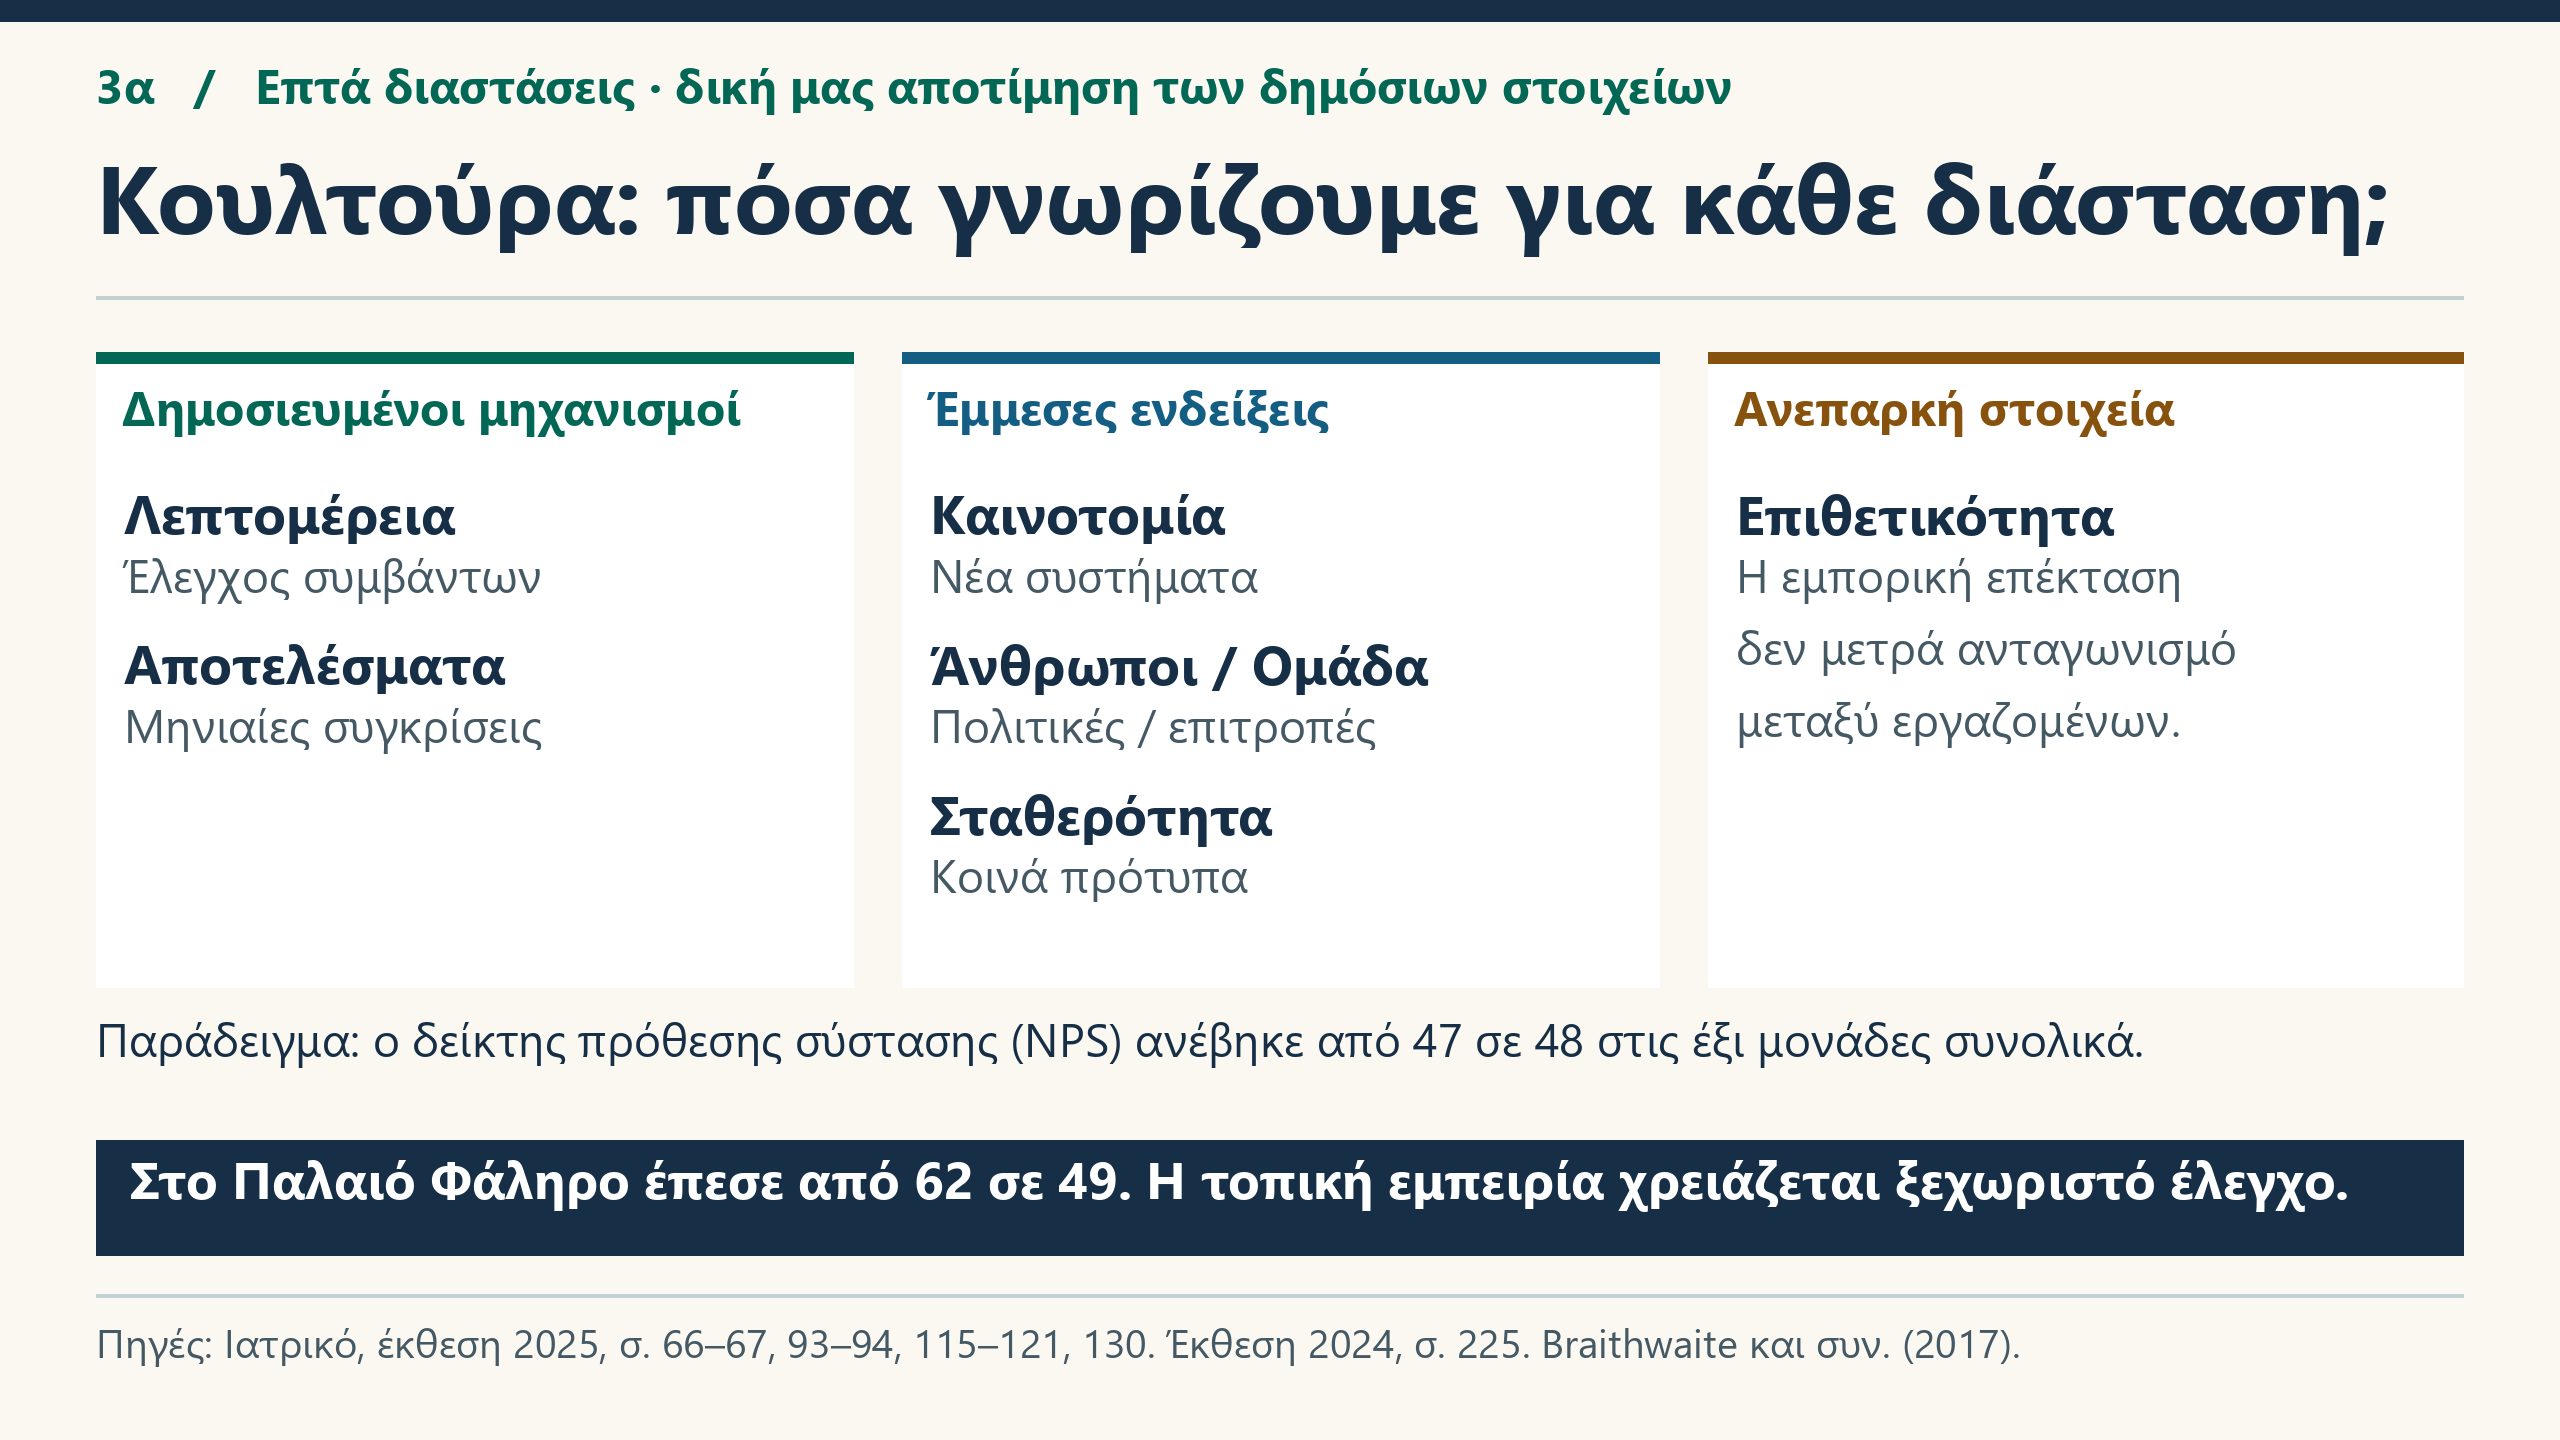 3α / Επτά διαστάσεις · δική μας αποτίμηση των δημόσιων στοιχείων
Κουλτούρα: πόσα γνωρίζουμε για κάθε διάσταση;
Δημοσιευμένοι μηχανισμοί
Λεπτομέρεια
Έλεγχος συμβάντων
Αποτελέσματα
Μηνιαίες συγκρίσεις
Έμμεσες ενδείξεις
Καινοτομία
Νέα συστήματα
Άνθρωποι / Ομάδα
Πολιτικές / επιτροπές
Σταθερότητα
Κοινά πρότυπα
Ανεπαρκή στοιχεία
Επιθετικότητα
Η εμπορική επέκταση
δεν μετρά ανταγωνισμό
μεταξύ εργαζομένων.
Παράδειγμα: ο δείκτης πρόθεσης σύστασης (NPS) ανέβηκε από 47 σε 48 στις έξι μονάδες συνολικά.
Στο Παλαιό Φάληρο έπεσε από 62 σε 49. Η τοπική εμπειρία χρειάζεται ξεχωριστό έλεγχο.
Πηγές: Ιατρικό, έκθεση 2025, σ. 66–67, 93–94, 115–121, 130. Έκθεση 2024, σ. 225. Braithwaite και συν. (2017).